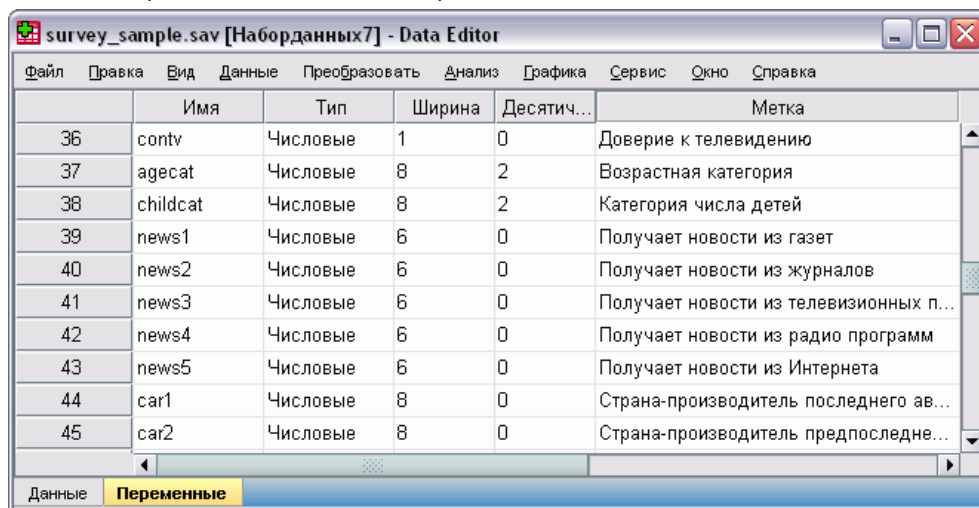 survey_sample.sav [Наборданных7] - Data Editor
Файл Правка Вид Данные Преобразовать Анализ Графика Сервис Окно Справка
Имя Тип Ширина Десятич... Метка
36 contv Числовые 1 0 Доверие к телевидению
37 agecat Числовые 8 2 Возрастная категория
38 childcat Числовые 8 2 Категория числа детей
39 news1 Числовые 6 0 Получает новости из газет
40 news2 Числовые 6 0 Получает новости из журналов
41 news3 Числовые 6 0 Получает новости из телевизионных п...
42 news4 Числовые 6 0 Получает новости из радио программ
43 news5 Числовые 6 0 Получает новости из Интернета
44 car1 Числовые 8 0 Страна-производитель последнего ав...
45 car2 Числовые 8 0 Страна-производитель предпоследне...
Данные Переменные